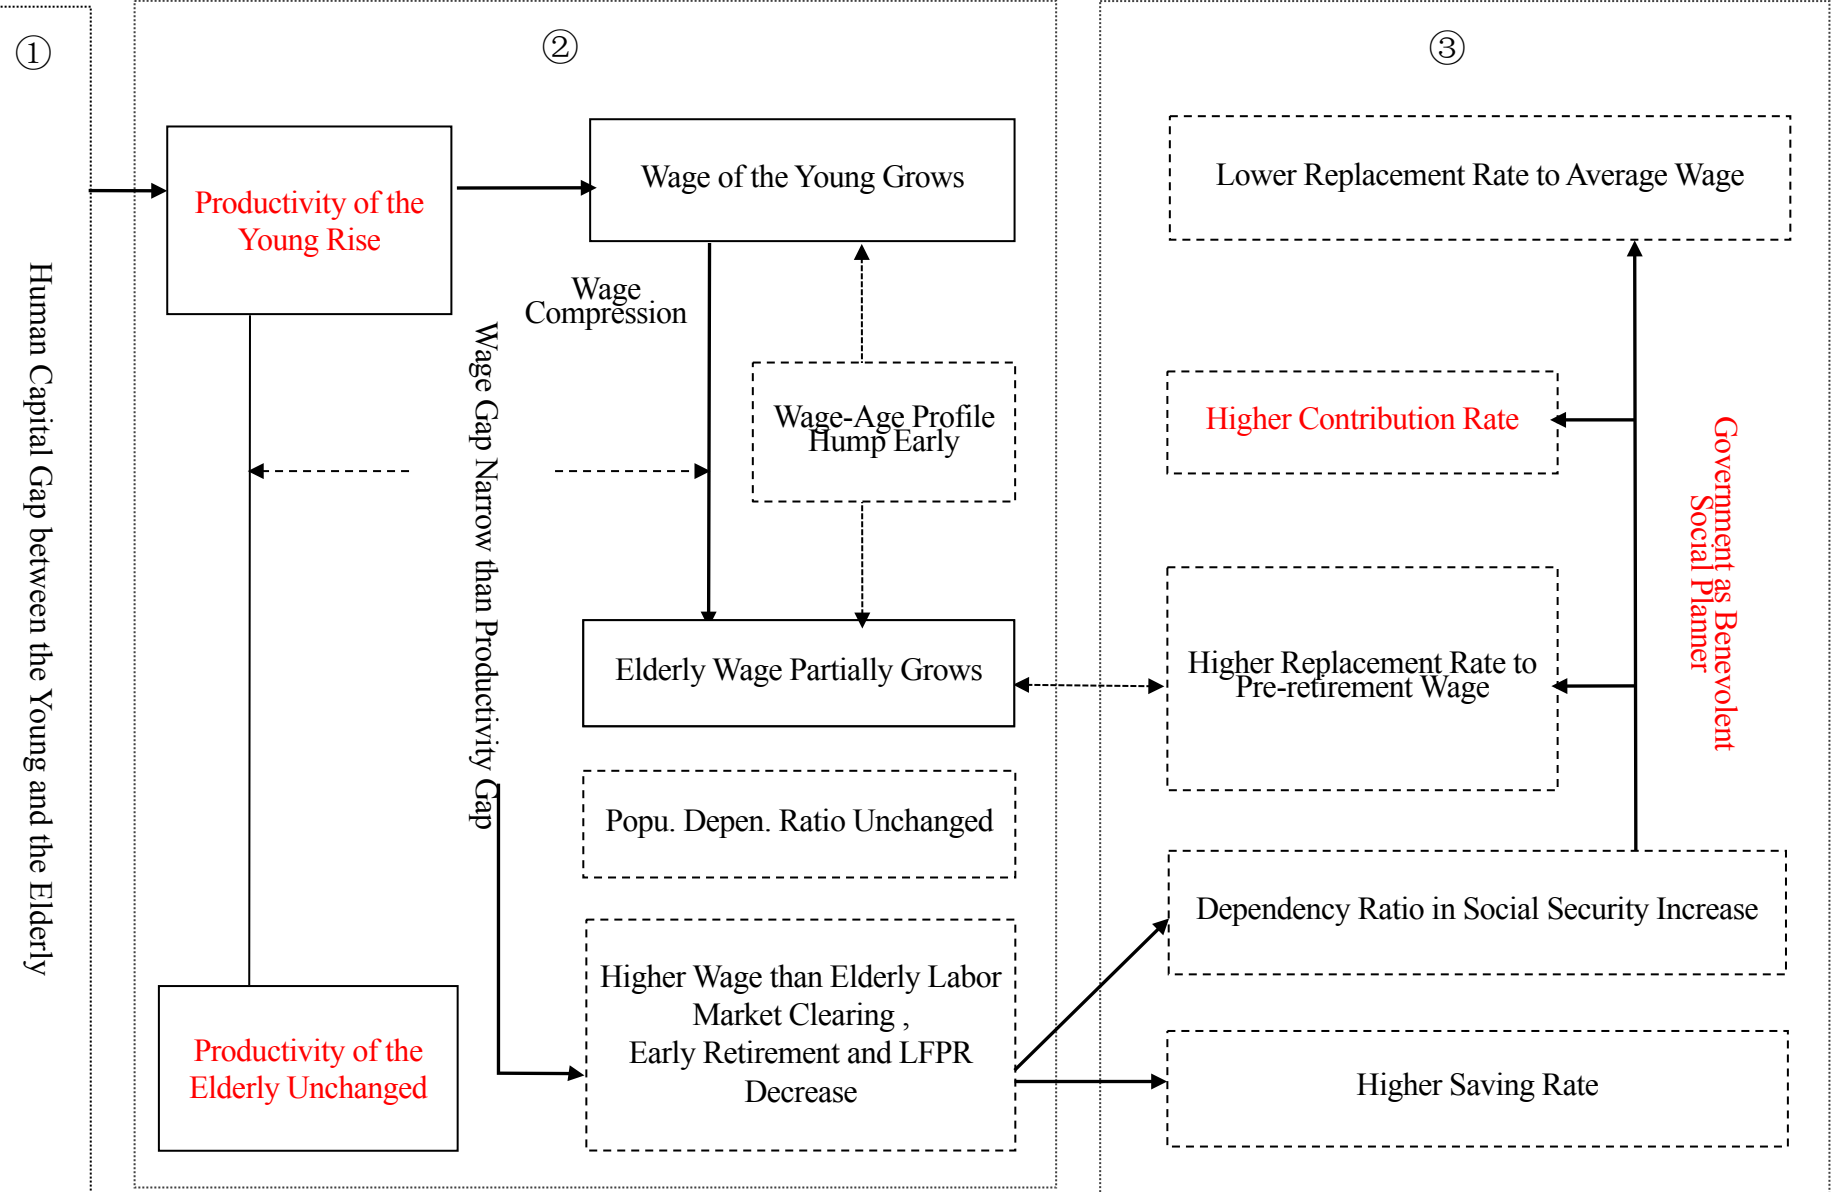 ①
Human Capital Gap between the Young and the Elderly
②
Productivity of the
Young Rise
Wage of the Young Grows
Wage
Compression
Wage Gap Narrow than Productivity Gap
Wage-Age Profile
Hump Early
Elderly Wage Partially Grows
Popu. Depen. Ratio Unchanged
Productivity of the
Elderly Unchanged
Higher Wage than Elderly Labor
Market Clearing ,
Early Retirement and LFPR
Decrease
③
Lower Replacement Rate to Average Wage
Higher Contribution Rate
Government as Benevolent
Social Planner
Higher Replacement Rate to
Pre-retirement Wage
Dependency Ratio in Social Security Increase
Higher Saving Rate